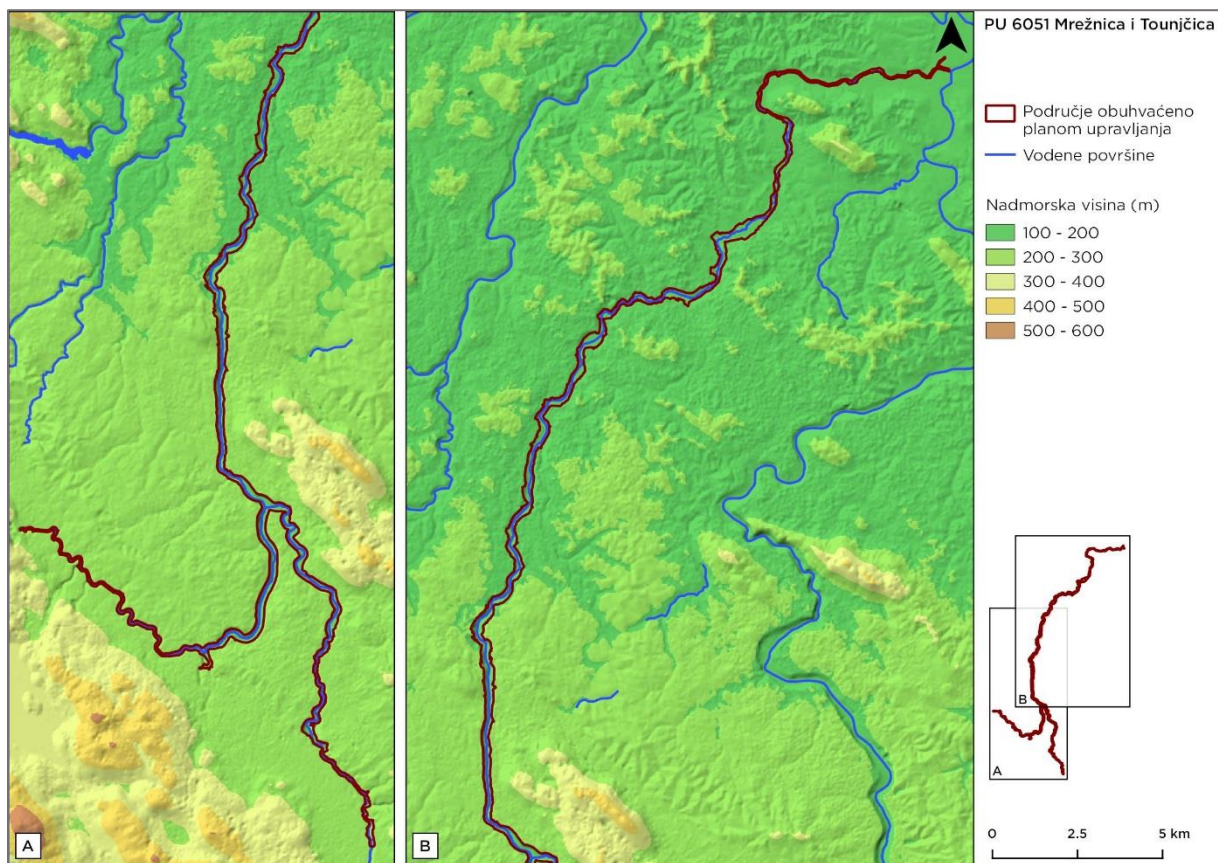 PU 6051 Mrežnica i Tounjčica
Područje obuhvaćeno
planom upravljanja
Vodene površine
Nadmorska visina (m)
100 - 200
200 - 300
300 - 400
400 - 500
500 - 600
B
A
0 2.5 5 km
A
B